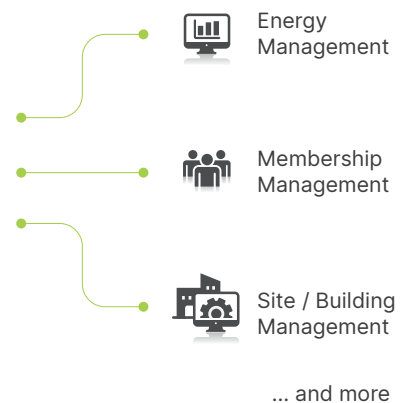 Energy
Management
Membership
Management
Site / Building
Management
... and more